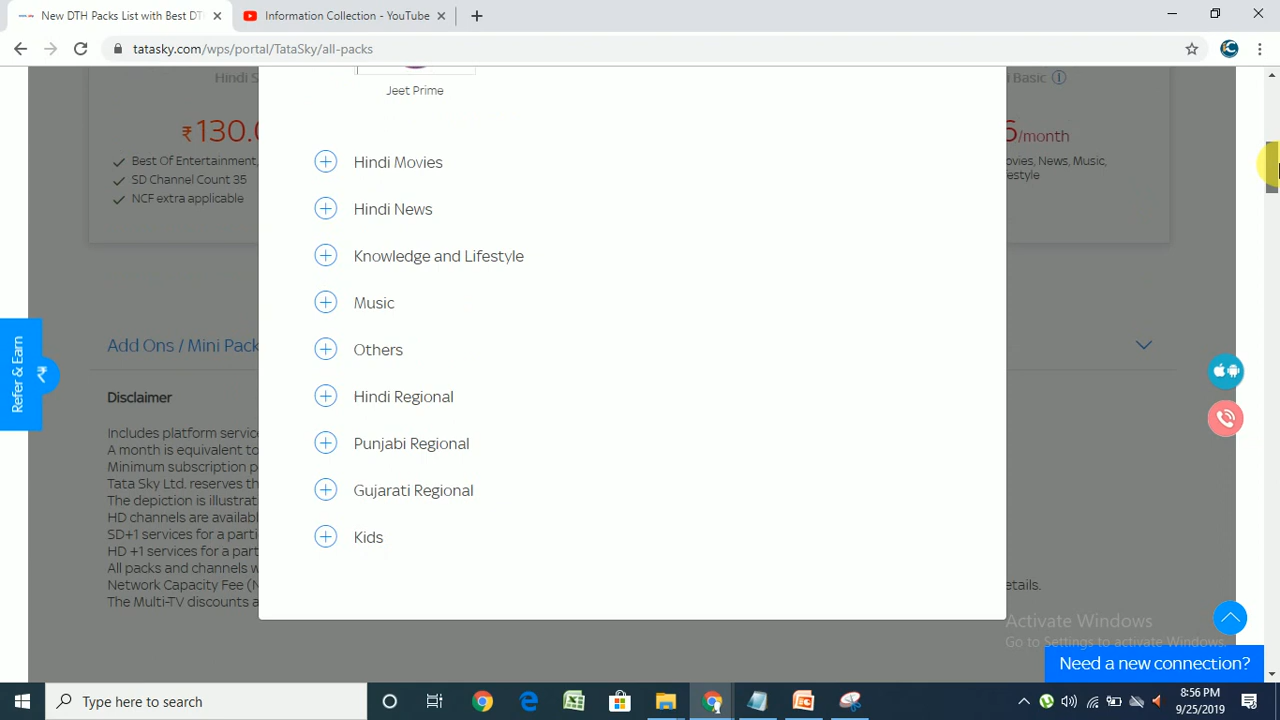 New DTH Packs List with Best DT
Information Collection - YouTube
tatasky.com/wps/portal/TataSky/all-packs
Hindi S
Basic
Jeet Prime
₹130.
/month
Best Of Entertainment,
SD Channel Count 35
NCF extra applicable
ovies, News, Music,
estyle
Hindi Movies
Hindi News
Knowledge and Lifestyle
Music
Others
Hindi Regional
Punjabi Regional
Gujarati Regional
Kids
Refer & Earn
₹
Add Ons / Mini Pack
Disclaimer
Includes platform service
A month is equivalent to
Minimum subscription p
Tata Sky Ltd. reserves th
The depiction is illustrat
HD channels are availab
SD+1 services for a parti
HD +1 services for a part
All packs and channels w
Network Capacity Fee (N
etails.
The Multi-TV discounts a
Activate Windows
Go to Settings to activate Windows.
Need a new connection?
Type here to search
8:56 PM
9/25/2019